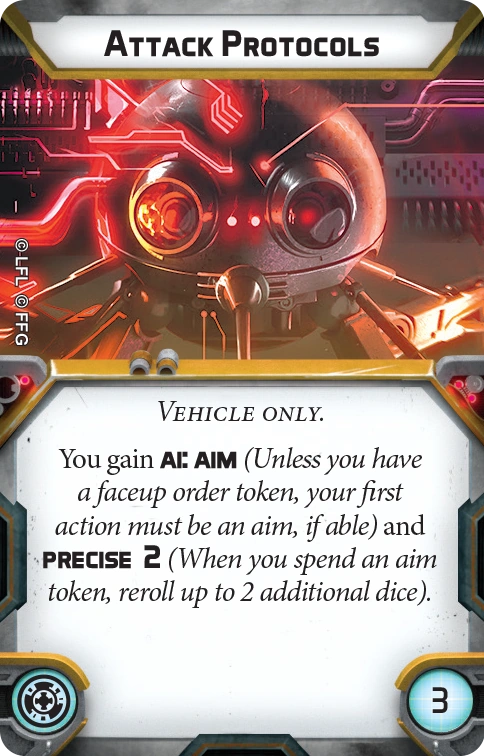 Attack Protocols
– © LFL © FFG
Vehicle only.
You gain AI: Aim (Unless you have
a faceup order token, your first
action must be an aim, if able) and
Precise 2 (When you spend an aim
token, reroll up to 2 additional dice).
3